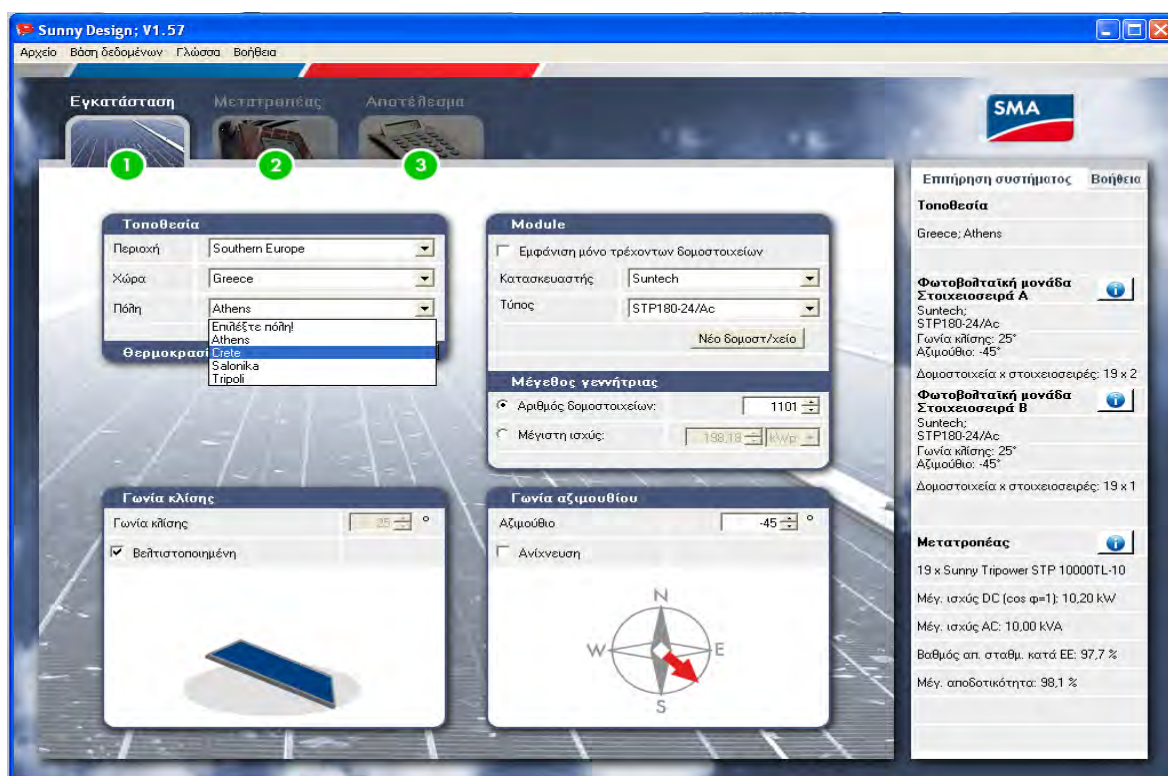 Sunny Design; V1.57
Αρχείο Βάση δεδομένων Γλώσσα Βοήθεια
Εγκατάσταση Μετατροπέας Αποτέλεσμα
1 2 3
SMA
Τοποθεσία
Περιοχή Southern Europe
Χώρα Greece
Πόλη Athens
Επιλέξτε πόλη!
Athens
Crete
Salonika
Tripoli
Θερμοκρασί
Module
Εμφάνιση μόνο τρέχοντων δομοστοιχείων
Κατασκευαστής Suntech
Τύπος STP180-24/Ac
Νέο δομοστ/χείο
Μέγεθος γεννήτριας
Αριθμός δομοστοιχείων: 1101
Μέγιστη ισχύς: 198,18 kWp
Γωνία κλίσης
Γωνία κλίσης 25 °
Βελτιστοποιημένη
Γωνία αζιμουθίου
Αζιμούθιο -45 °
Ανίχνευση
N
W E
S
Επιτήρηση συστήματος Βοήθεια
Τοποθεσία
Greece; Athens
Φωτοβολταϊκή μονάδα
Στοιχειοσειρά A
Suntech;
STP180-24/Ac
Γωνία κλίσης: 25°
Αζιμούθιο: -45°
Δομοστοιχεία x στοιχειοσειρές: 19 x 2
Φωτοβολταϊκή μονάδα
Στοιχειοσειρά B
Suntech;
STP180-24/Ac
Γωνία κλίσης: 25°
Αζιμούθιο: -45°
Δομοστοιχεία x στοιχειοσειρές: 19 x 1
Μετατροπέας
19 x Sunny Tripower STP 10000TL-10
Μέγ. ισχύς DC (cos φ=1): 10,20 kW
Μέγ. ισχύς AC: 10,00 kVA
Βαθμός απ. σταθμ. κατά ΕΕ: 97,7 %
Μέγ. αποδοτικότητα: 98,1 %